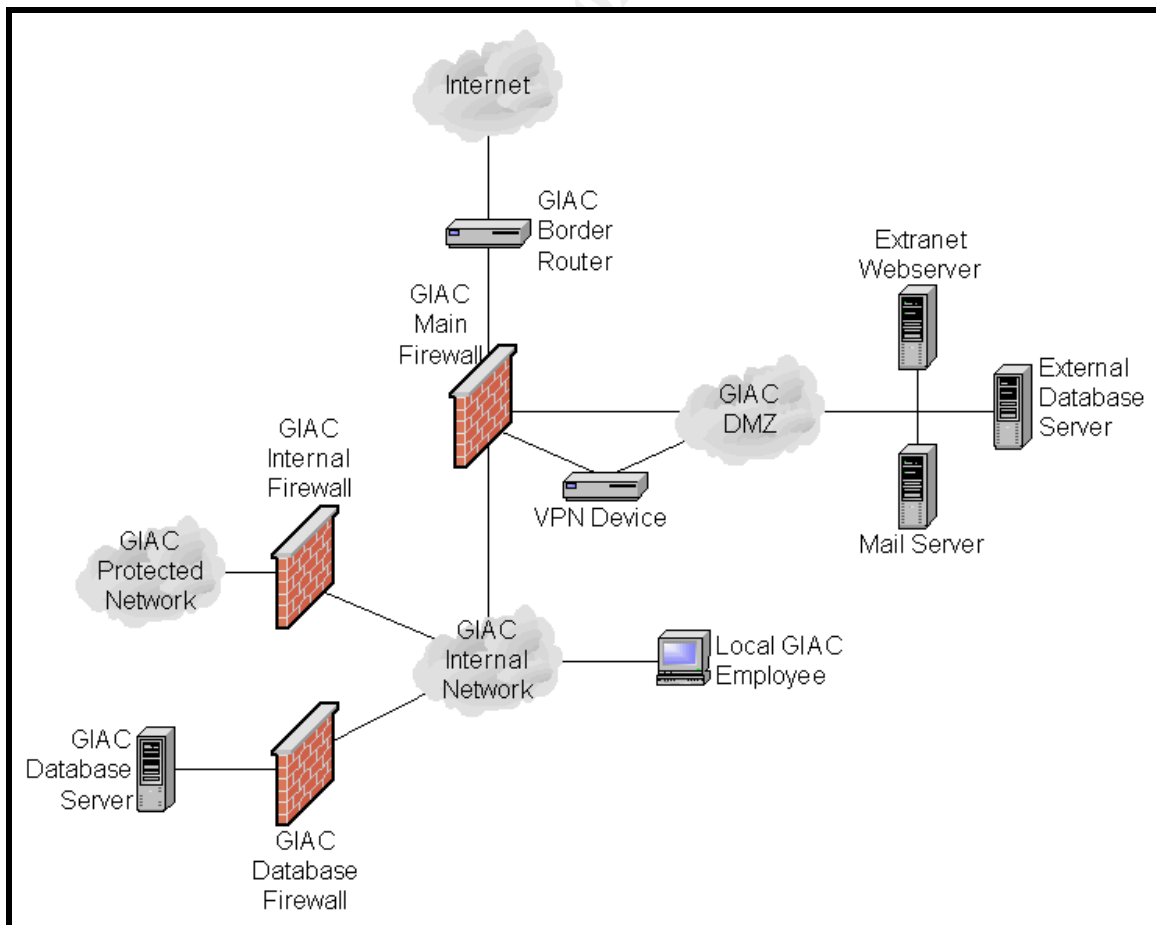 Internet
GIAC
Border
Router
GIAC
Main
Firewall
Extranet
Webserver
External
Database
Server
GIAC
DMZ
VPN Device
Mail Server
GIAC
Internal
Firewall
GIAC
Protected
Network
GIAC
Internal
Network
Local GIAC
Employee
GIAC
Database
Server
GIAC
Database
Firewall